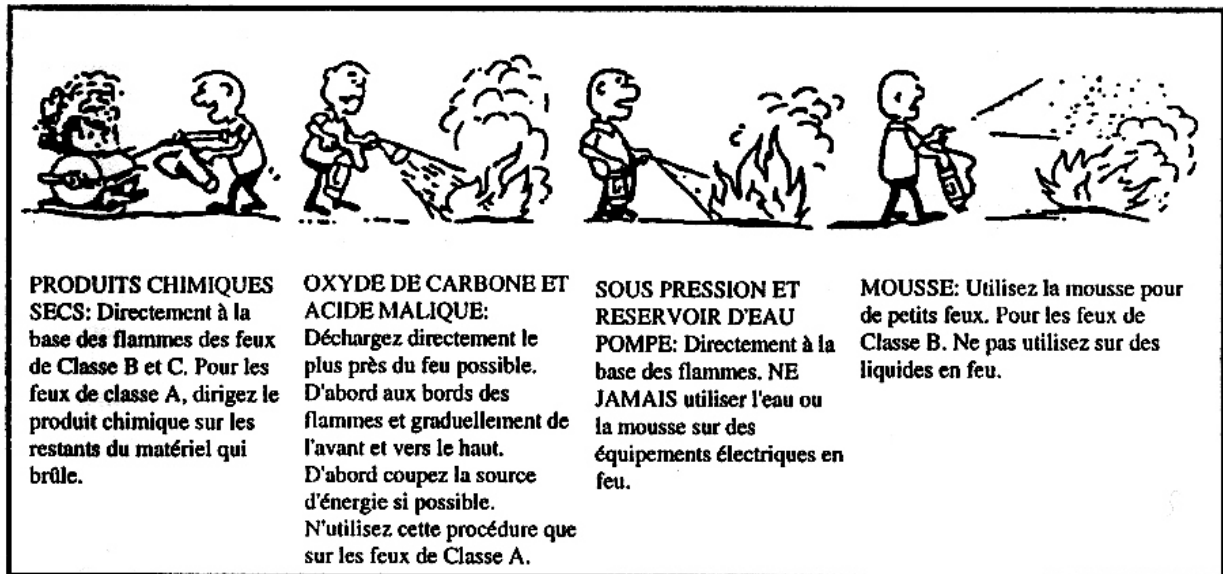 PRODUITS CHIMIQUES
SECS: Directement à la
base des flammes des feux
de Classe B et C. Pour les
feux de classe A, dirigez le
produit chimique sur les
restants du matériel qui
brûle.
OXYDE DE CARBONE ET
ACIDE MALIQUE:
Déchargez directement le
plus près du feu possible.
D'abord aux bords des
flammes et graduellement de
l'avant et vers le haut.
D'abord coupez la source
d'énergie si possible.
N'utilisez cette procédure que
sur les feux de Classe A.
SOUS PRESSION ET
RESERVOIR D'EAU
POMPE: Directement à la
base des flammes. NE
JAMAIS utiliser l'eau ou
la mousse sur des
équipements électriques en
feu.
MOUSSE: Utilisez la mousse pour
de petits feux. Pour les feux de
Classe B. Ne pas utilisez sur des
liquides en feu.